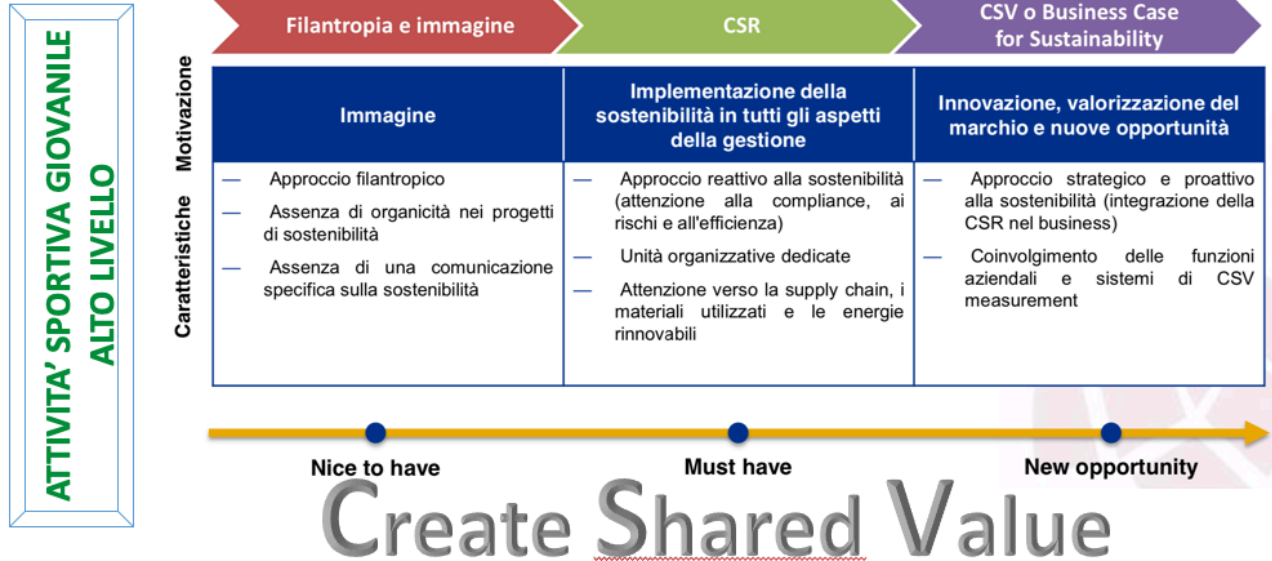 ATTIVITA' SPORTIVA GIOVANILE
ALTO LIVELLO
Filantropia e immagine
CSR
CSV o Business Case
for Sustainability
Motivazione
Immagine
Implementazione della
sostenibilità in tutti gli aspetti
della gestione
Innovazione, valorizzazione del
marchio e nuove opportunità
Caratteristiche
— Approccio filantropico
— Assenza di organicità nei progetti
di sostenibilità
— Assenza di una comunicazione
specifica sulla sostenibilità
— Approccio reattivo alla sostenibilità
(attenzione alla compliance, ai
rischi e all'efficienza)
— Unità organizzative dedicate
— Attenzione verso la supply chain, i
materiali utilizzati e le energie
rinnovabili
— Approccio strategico e proattivo
alla sostenibilità (integrazione della
CSR nel business)
— Coinvolgimento delle funzioni
aziendali e sistemi di CSV
measurement
Nice to have
Must have
New opportunity
Create Shared Value